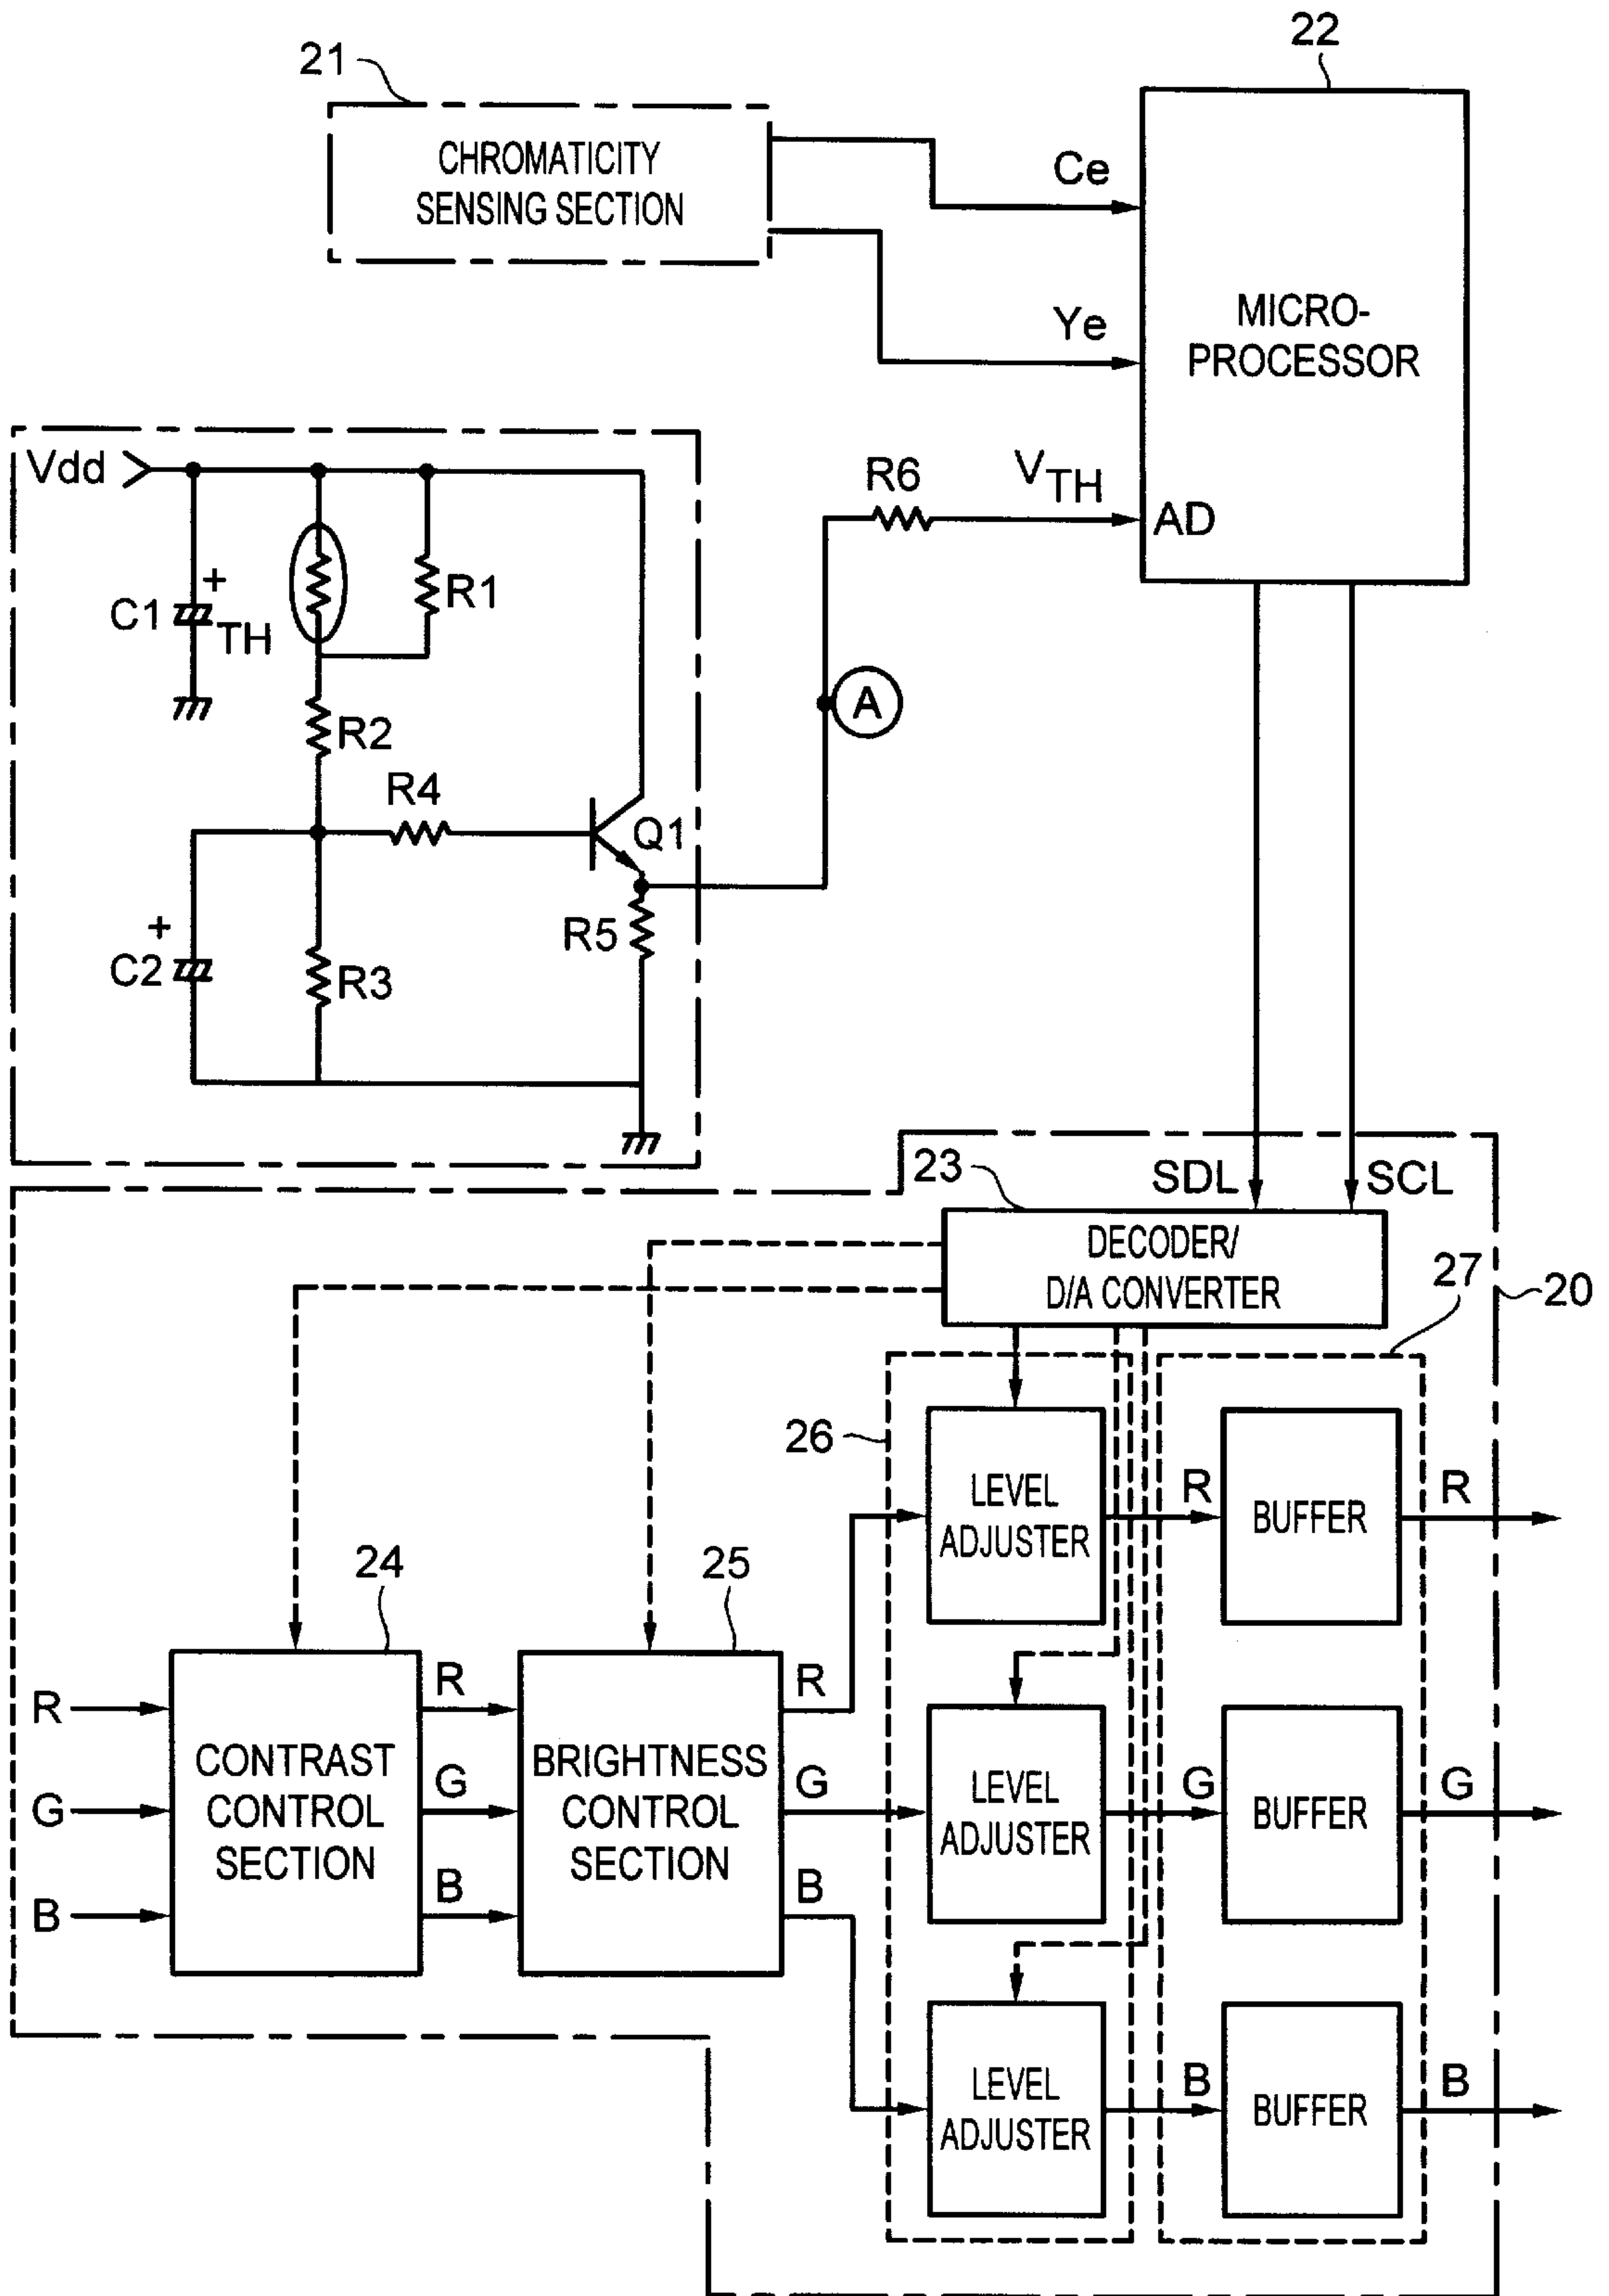 21
22
CHROMATICITY
SENSING SECTION
Ce
MICRO-
PROCESSOR
Ye
Vdd
R6
VTH
AD
+
C1
TH
R1
R2
A
R4
Q1
+
C2
R3
R5
23
SDL
SCL
DECODER/
D/A CONVERTER
27
20
26
LEVEL
ADJUSTER
R
BUFFER
R
24
25
R
R
R
CONTRAST
CONTROL
SECTION
BRIGHTNESS
CONTROL
SECTION
G
G
G
LEVEL
ADJUSTER
G
BUFFER
G
B
B
B
LEVEL
ADJUSTER
B
BUFFER
B